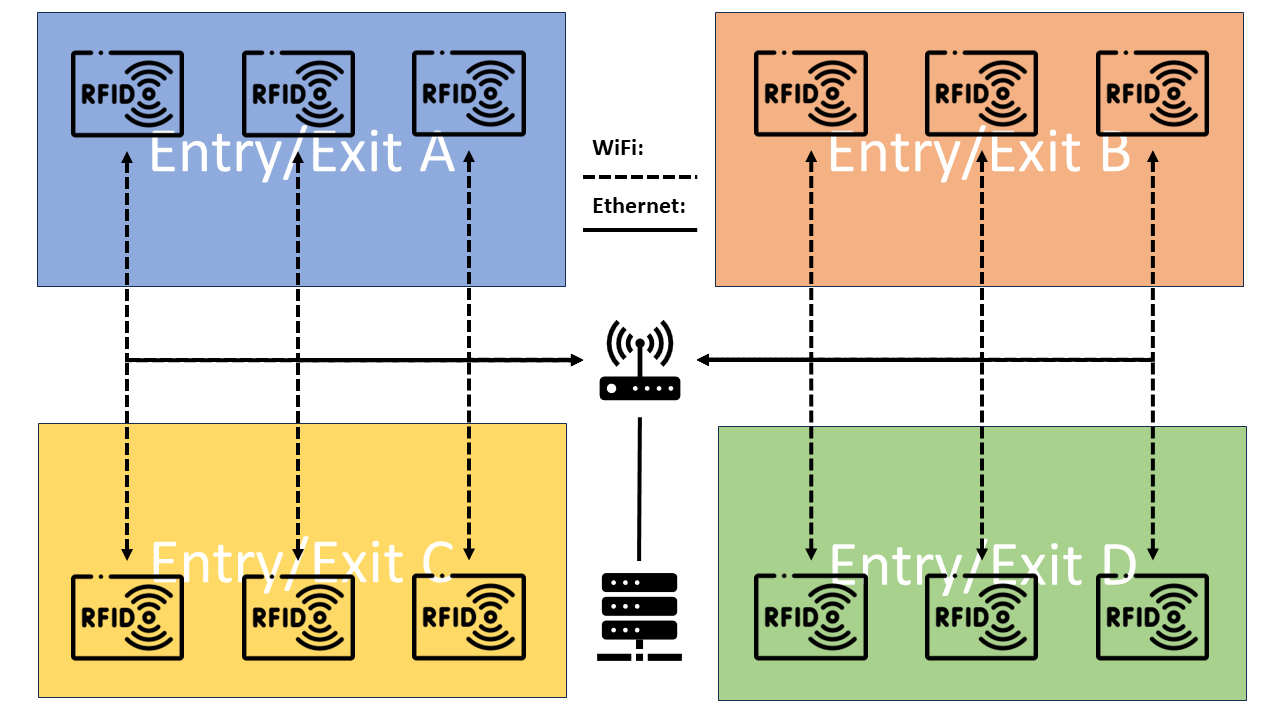 RFID RFID RFID
Entry/Exit A
RFID RFID RFID
Entry/Exit B
WiFi:
Ethernet:
Entry/Exit C
RFID RFID RFID
Entry/Exit D
RFID RFID RFID